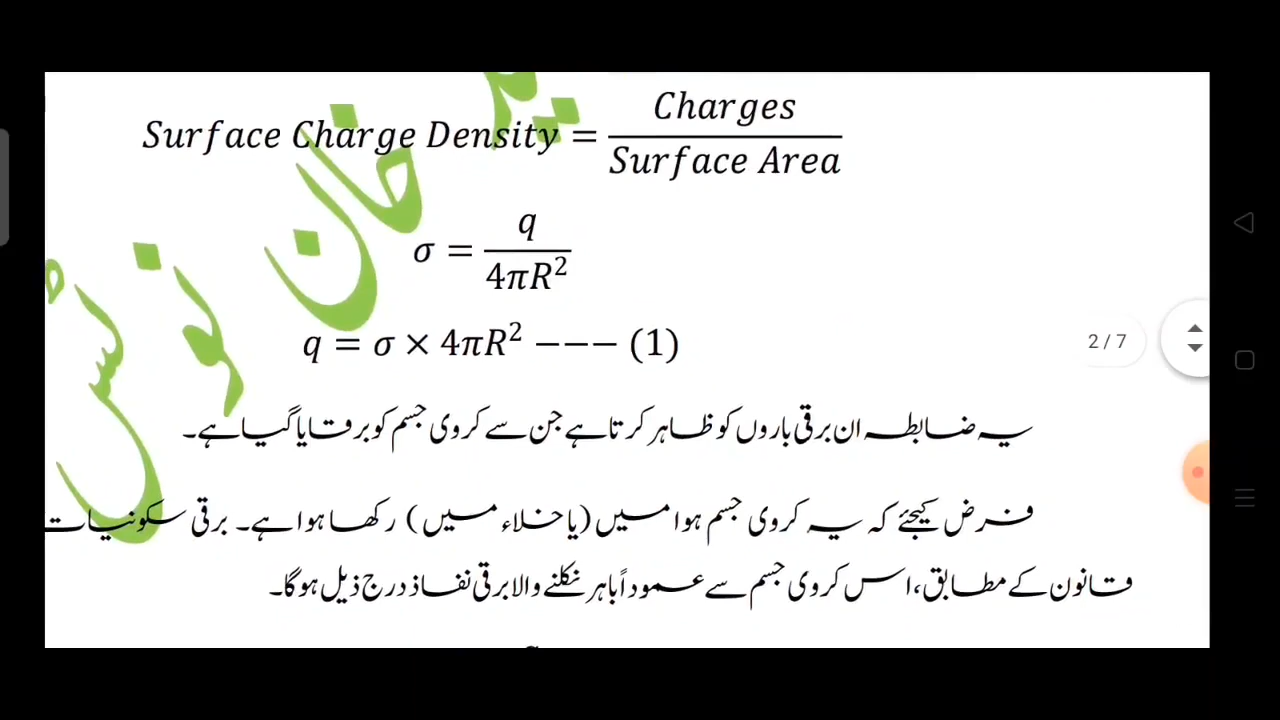 Surface Charge Density = Charges / Surface Area
σ = q / 4πR²
q = σ × 4πR² −−− (1)
2 / 7
یہ ضابطہ ان برقی باروں کو ظاہر کرتا ہے جن سے کروی جسم کو برقایا گیا ہے۔
فرض کیجئے کہ یہ کروی جسم ہوا میں (یا خلاء میں) رکھا ہوا ہے۔ برقی سکونیات
قانون کے مطابق، اس کروی جسم سے عموداً باہر نکلنے والا برقی نفاذ درج ذیل ہوگا۔
خان نوٹس